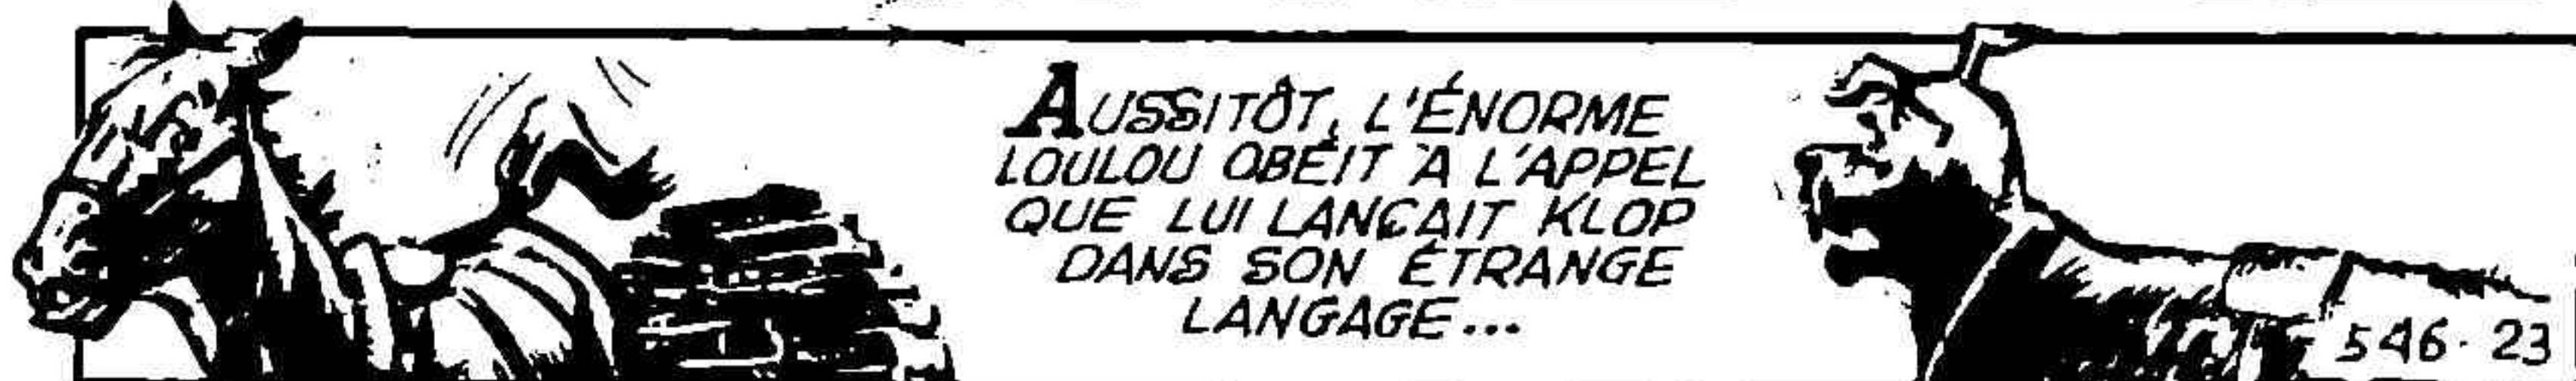 AUSSITÔT, L'ÉNORME
LOULOU OBÉIT À L'APPEL
QUE LUI LANÇAIT KLOP
DANS SON ÉTRANGE
LANGAGE...
546-23